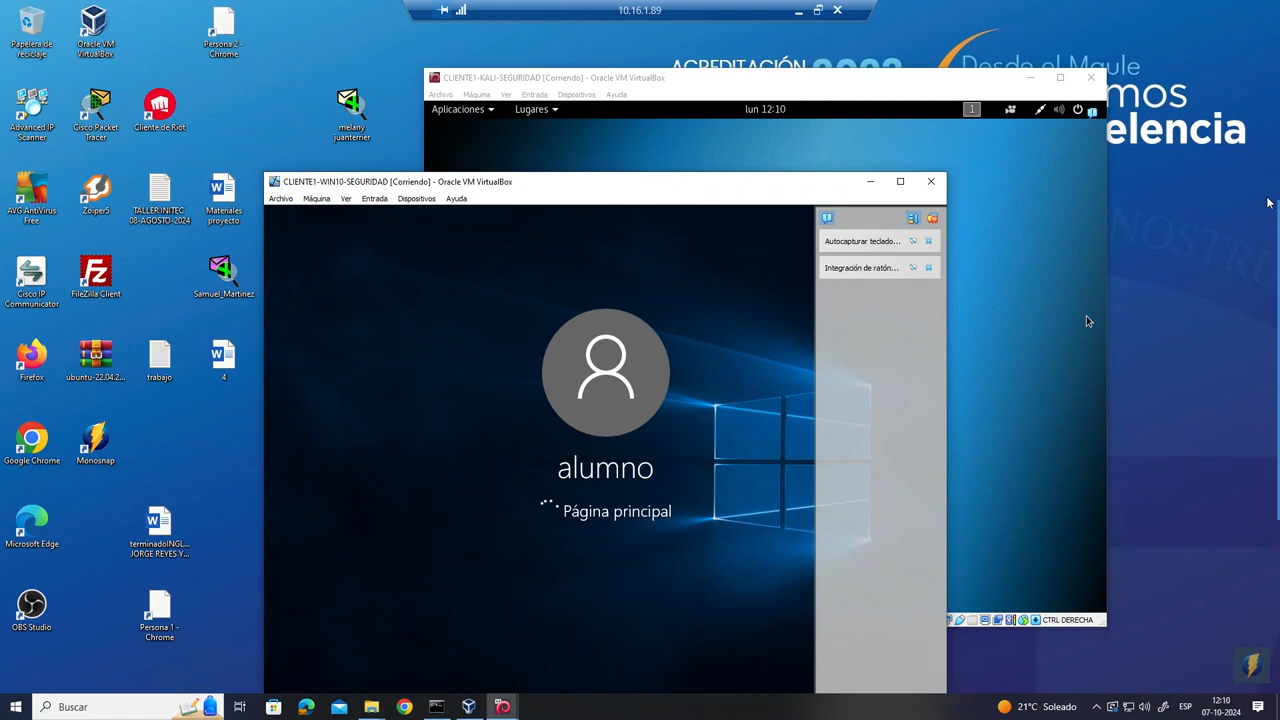 10.16.1.89
Papelera de
reciclaje
Oracle VM
VirtualBox
Persona 2 -
Chrome
ACREDITACIÓN
Desde el Maule
mos
elencia
Advanced IP
Scanner
Cisco Packet
Tracer
Cliente de Riot
melany
juanterrier
AVG AntiVirus
Free
Zoiper5
TALLER INITEC
08-AGOSTO-2024
Materiales
proyecto
Cisco IP
Communicator
FileZilla Client
Samuel_Martinez
Firefox
ubuntu-22.04.2...
trabajo
4
Google Chrome
Monosnap
Microsoft Edge
terminadoINGL...
JORGE REYES Y...
OBS Studio
Persona 1 -
Chrome
CLIENTE1-KALI-SEGURIDAD [Corriendo] - Oracle VM VirtualBox
Archivo Máquina Ver Entrada Dispositivos Ayuda
Aplicaciones Lugares lun 12:10 1
CTRL DERECHA
CLIENTE1-WIN10-SEGURIDAD [Corriendo] - Oracle VM VirtualBox
Archivo Máquina Ver Entrada Dispositivos Ayuda
Autocapturar teclado...
Integración de ratón...
alumno
Página principal
Buscar
21°C Soleado
ESP
12:10
07-10-2024